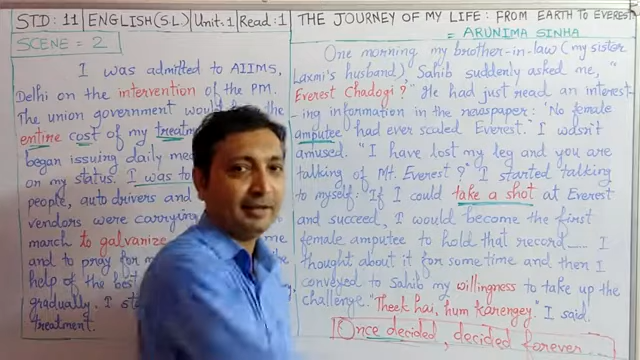 STD: 11 ENGLISH (S.L) Unit: 1 Read: 1
THE JOURNEY OF MY LIFE: FROM EARTH TO EVEREST
= ARUNIMA SINHA
SCENE = 2
I was admitted to AIIMS,
Delhi on the intervention of the PM.
The union government would the
entire cost of my
began issuing daily
on my status. I was
people, auto drivers and
vendors were carrying
march to galvanize me
and to pray for
help of the best
gradually. I
treatment.
One morning my brother-in-law (my sister
Laxmi's husband), Sahib suddenly asked me, "
Everest Chadogi?" He had just read an interest-
-ing information in the newspaper: "No female
amputee had ever scaled Everest." I wasn't
amused. "I have lost my leg and you are
talking of Mt. Everest?" I started talking
to myself. If I could take a shot at Everest
and succeed, I would become the first
female amputee to hold that record..... I
thought about it for some time and then I
conveyed to Sahib my willingness to take up the
challenge. "Theek hai, hum karengey." I said.
Once decided, decided forever...